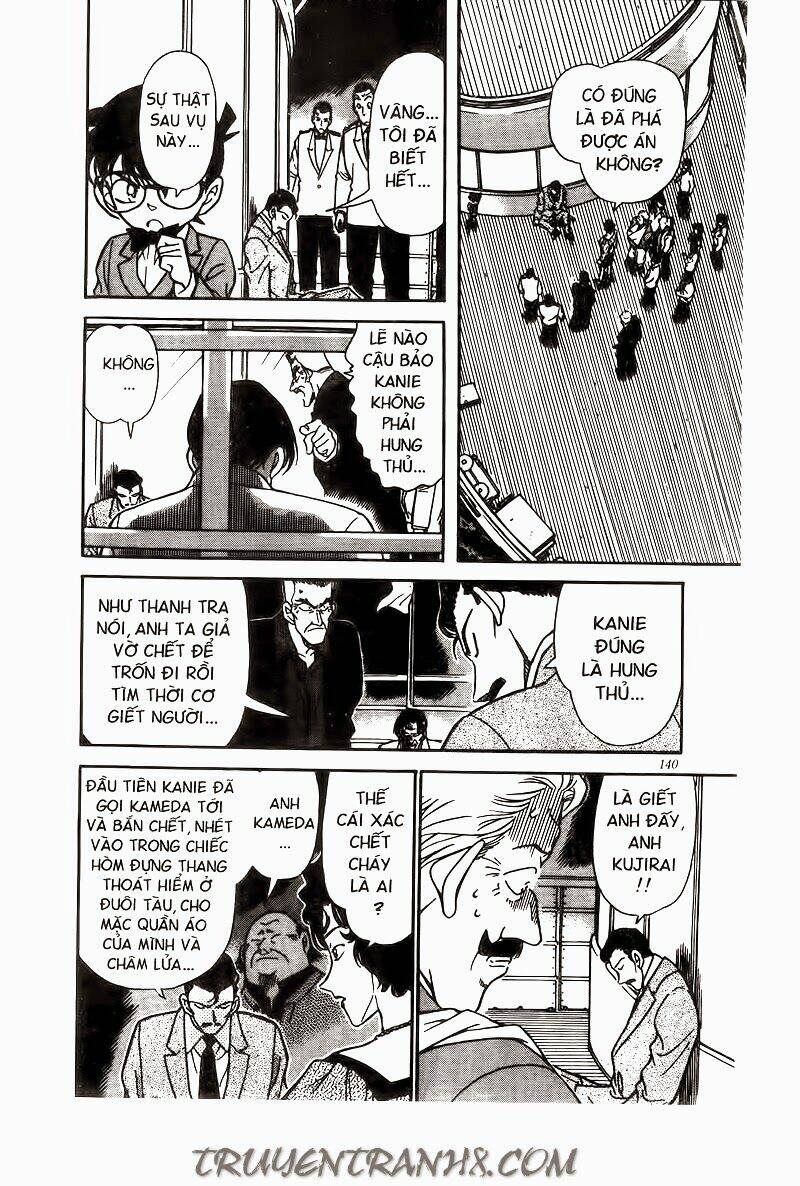 CÓ ĐÚNG
LÀ ĐÃ PHÁ
ĐƯỢC ÁN
KHÔNG?
VÂNG...
TÔI ĐÃ
BIẾT
HẾT...
SỰ THẬT
SAU VỤ
NÀY...
LẼ NÀO
CẬU BẢO
KANIE
KHÔNG
PHẢI
HUNG
THỦ...
KHÔNG
...
KANIE
ĐÚNG
LÀ HUNG
THỦ...
NHƯ THANH TRA
NÓI, ANH TA GIẢ
VỜ CHẾT ĐỂ
TRỐN ĐI RỒI
TÌM THỜI CƠ
GIẾT NGƯỜI...
140
LÀ GIẾT
ANH ĐẤY,
ANH
KUJIRAI
!!
THẾ
CÁI XÁC
CHẾT
CHÁY
LÀ AI
?
ANH
KAMEDA
...
ĐẦU TIÊN KANIE ĐÃ
GỌI KAMEDA TỚI
VÀ BẮN CHẾT, NHÉT
VÀO TRONG CHIẾC
HÒM ĐỰNG THANG
THOÁT HIỂM Ở
ĐUÔI TÀU, CHO
MẶC QUẦN ÁO
CỦA MÌNH VÀ
CHÂM LỬA...
TRUYENTRANH8.COM